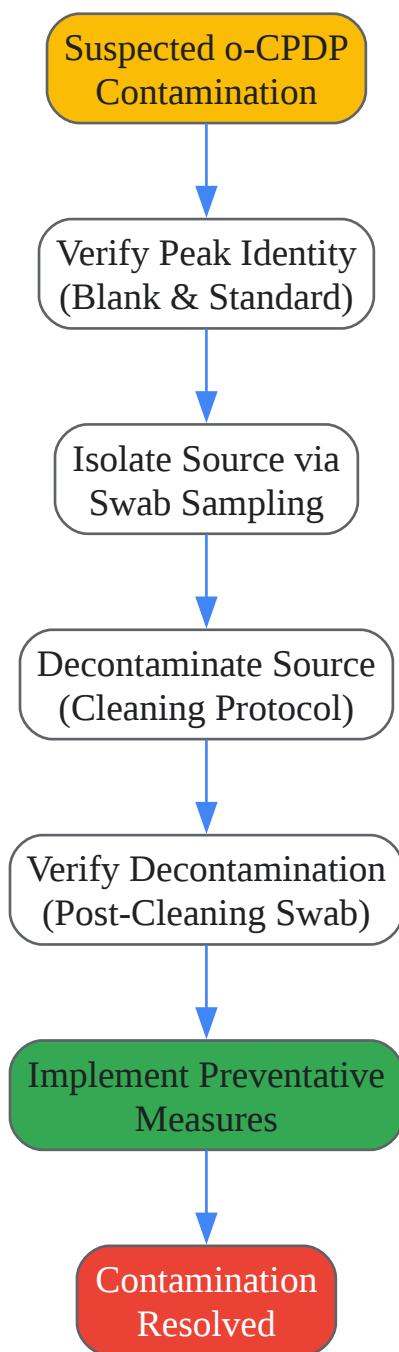 Suspected o-CPDP
Contamination
Verify Peak Identity
(Blank & Standard)
Isolate Source via
Swab Sampling
Decontaminate Source
(Cleaning Protocol)
Verify Decontamination
(Post-Cleaning Swab)
Implement Preventative
Measures
Contamination
Resolved